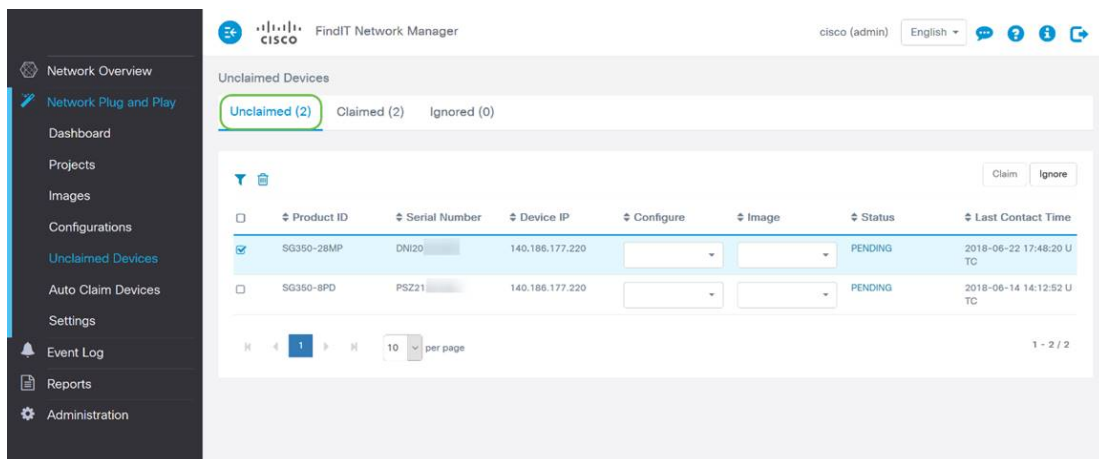 CISCO FindIT Network Manager cisco (admin) English
Network Overview
Network Plug and Play
Dashboard
Projects
Images
Configurations
Unclaimed Devices
Auto Claim Devices
Settings
Event Log
Reports
Administration
Unclaimed Devices
Unclaimed (2) Claimed (2) Ignored (0)
Claim Ignore
Product ID Serial Number Device IP Configure Image Status Last Contact Time
SG350-28MP DNI20 140.186.177.220 PENDING 2018-06-22 17:48:20 U
TC
SG350-8PD PSZ21 140.186.177.220 PENDING 2018-06-14 14:12:52 U
TC
1 10 per page 1 - 2 / 2